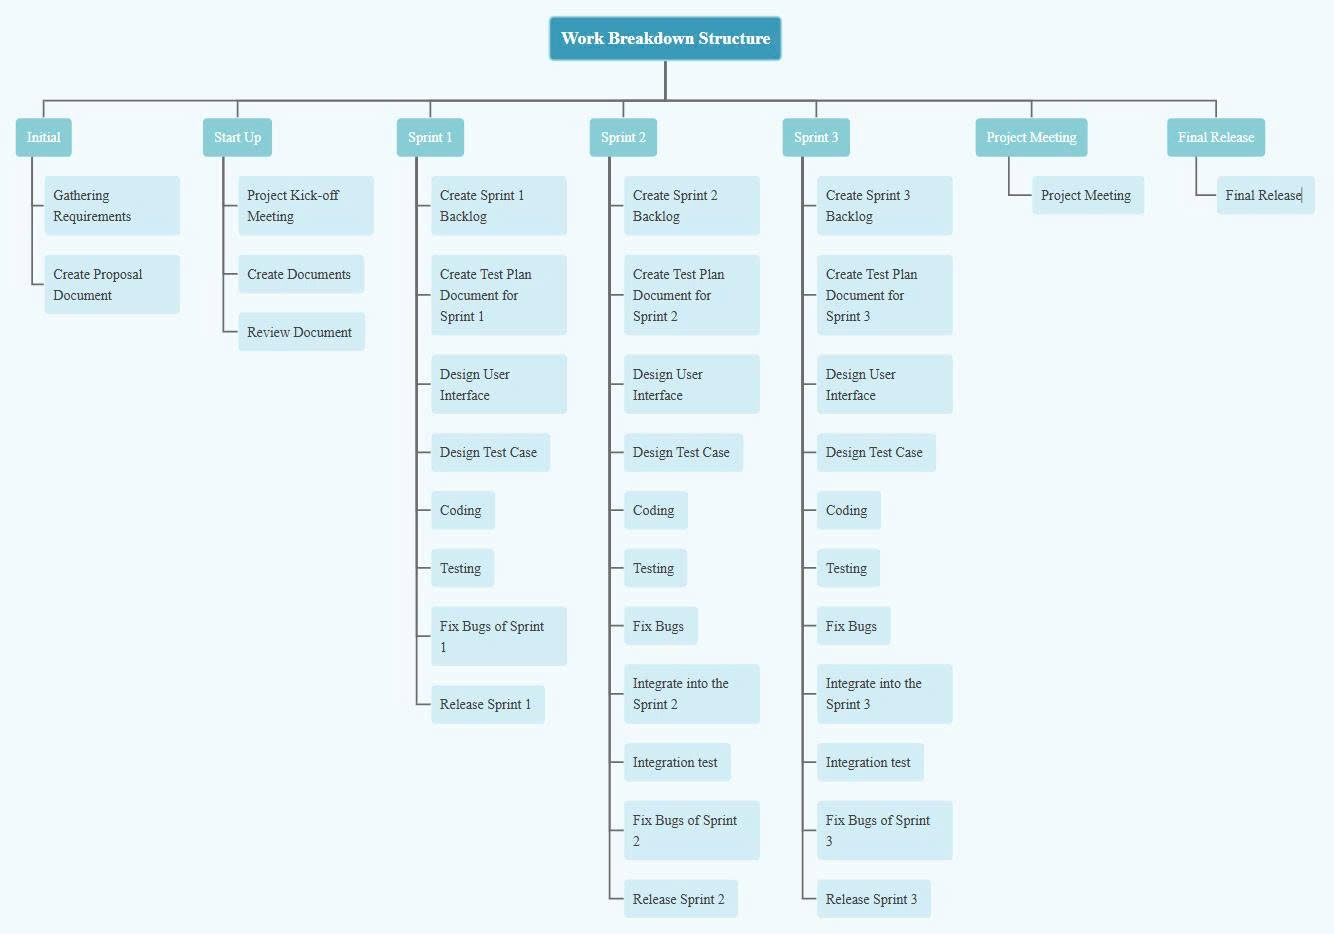 Work Breakdown Structure
Initial
Gathering
Requirements
Create Proposal
Document
Start Up
Project Kick-off
Meeting
Create Documents
Review Document
Sprint 1
Create Sprint 1
Backlog
Create Test Plan
Document for
Sprint 1
Design User
Interface
Design Test Case
Coding
Testing
Fix Bugs of Sprint
1
Release Sprint 1
Sprint 2
Create Sprint 2
Backlog
Create Test Plan
Document for
Sprint 2
Design User
Interface
Design Test Case
Coding
Testing
Fix Bugs
Integrate into the
Sprint 2
Integration test
Fix Bugs of Sprint
2
Release Sprint 2
Sprint 3
Create Sprint 3
Backlog
Create Test Plan
Document for
Sprint 3
Design User
Interface
Design Test Case
Coding
Testing
Fix Bugs
Integrate into the
Sprint 3
Integration test
Fix Bugs of Sprint
3
Release Sprint 3
Project Meeting
Project Meeting
Final Release
Final Release